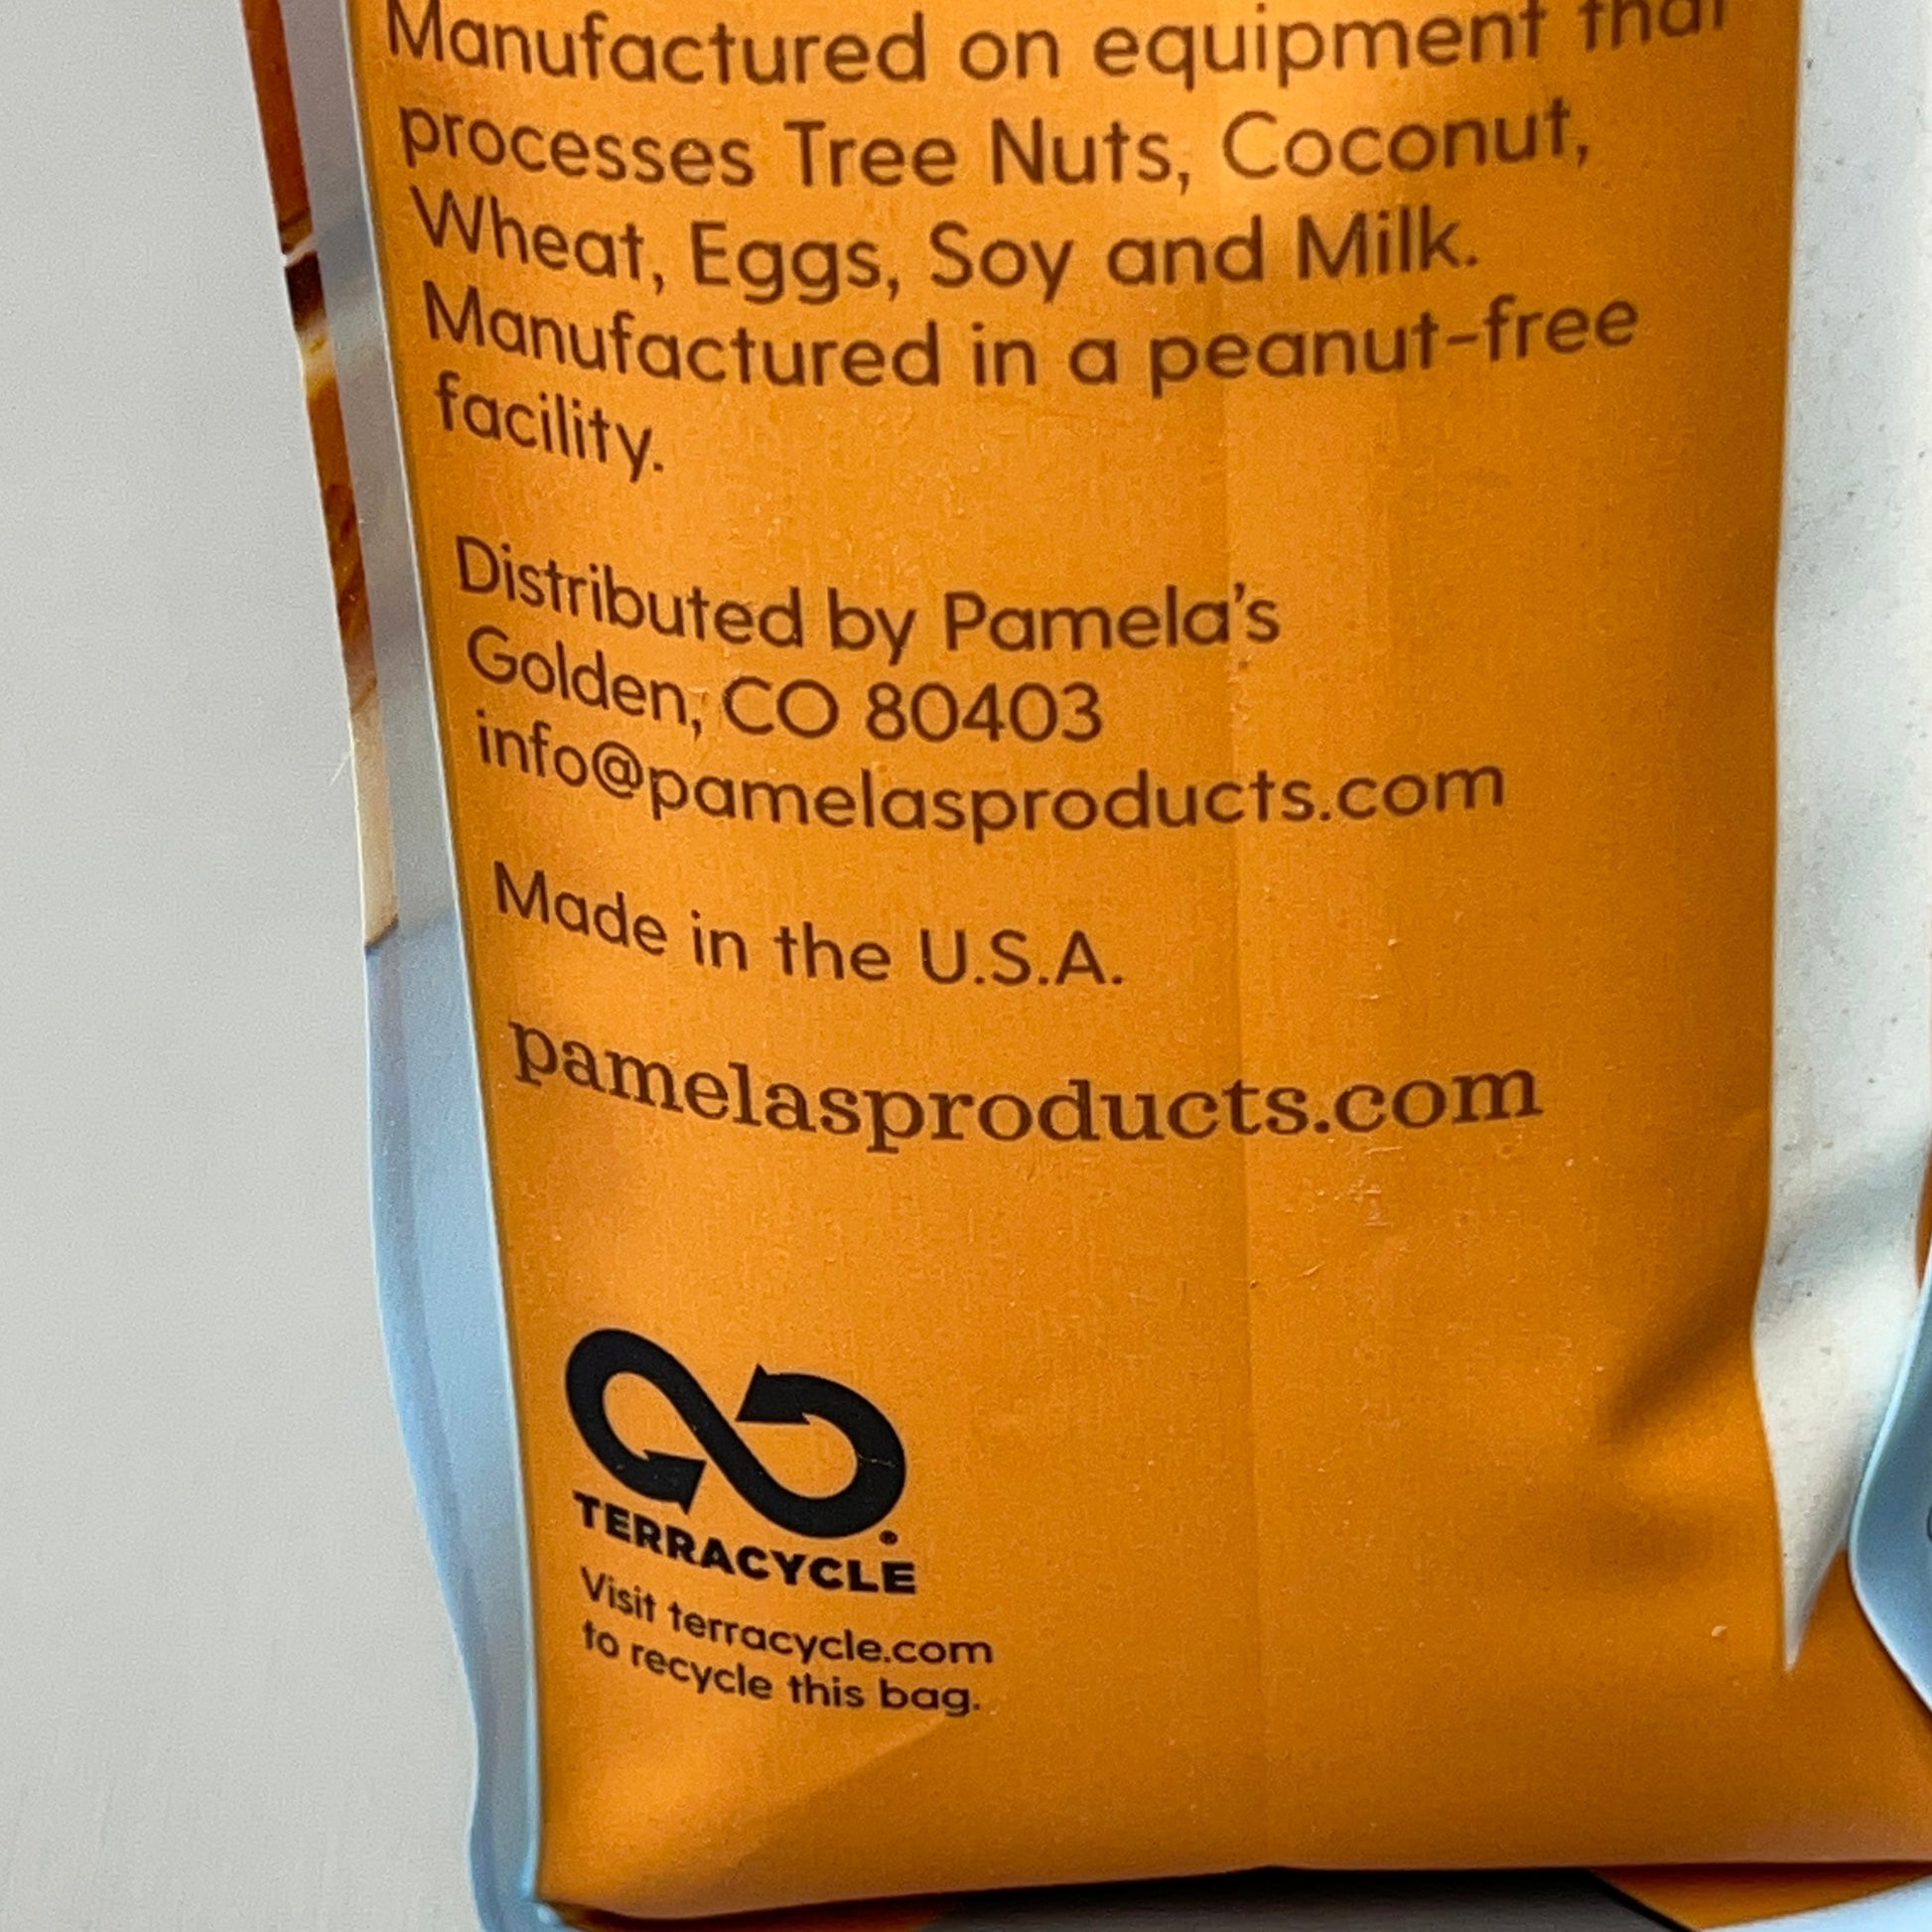 Manufactured on equipment that
processes Tree Nuts, Coconut,
Wheat, Eggs, Soy and Milk.
Manufactured in a peanut-free
facility.
Distributed by Pamela's
Golden, CO 80403
info@pamelasproducts.com
Made in the U.S.A.
pamelasproducts.com
TERRACYCLE®
Visit terracycle.com
to recycle this bag.